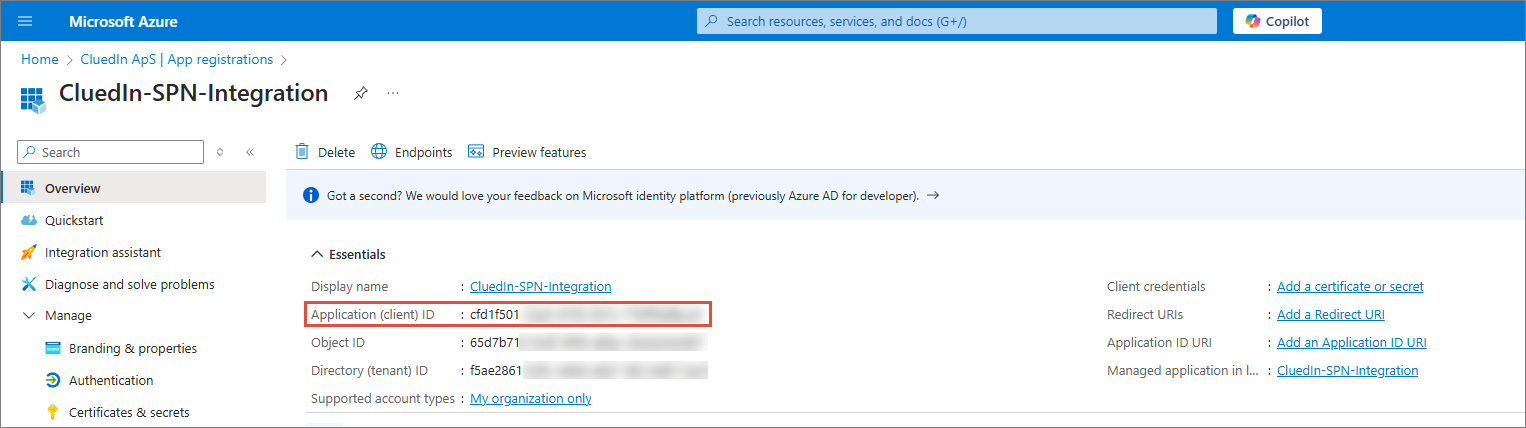 Microsoft Azure
Search resources, services, and docs (G+/)
Copilot
Home > CluedIn ApS | App registrations >
CluedIn-SPN-Integration
...
Search
Delete
Endpoints
Preview features
Overview
Quickstart
Integration assistant
Diagnose and solve problems
Manage
Branding & properties
Authentication
Certificates & secrets
Got a second? We would love your feedback on Microsoft identity platform (previously Azure AD for developer). →
Essentials
Display name : CluedIn-SPN-Integration
Application (client) ID : cfd1f501
Object ID : 65d7b71
Directory (tenant) ID : f5ae2861
Supported account types : My organization only
Client credentials : Add a certificate or secret
Redirect URIs : Add a Redirect URI
Application ID URI : Add an Application ID URI
Managed application in l... : CluedIn-SPN-Integration